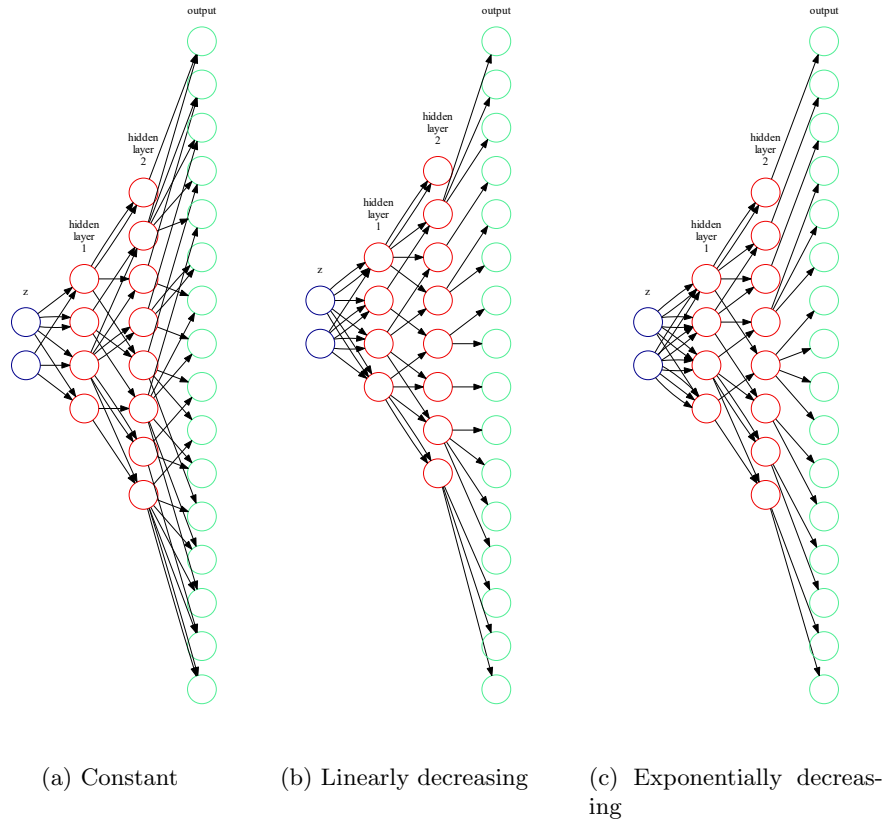 output
hidden
layer
2
hidden
layer
1
z
output
hidden
layer
2
hidden
layer
1
z
output
hidden
layer
2
hidden
layer
1
z
(a) Constant
(b) Linearly decreasing
(c) Exponentially decreas-
ing